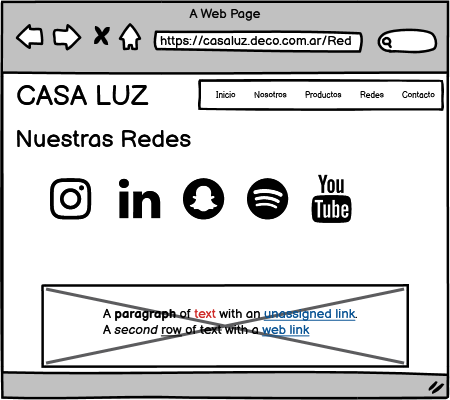 A Web Page
https://casaluz.deco.com.ar/Red
CASA LUZ
Inicio Nosotros Productos Redes Contacto
Nuestras Redes
in
You
Tube
A paragraph of text with an unassigned link.
A second row of text with a web link